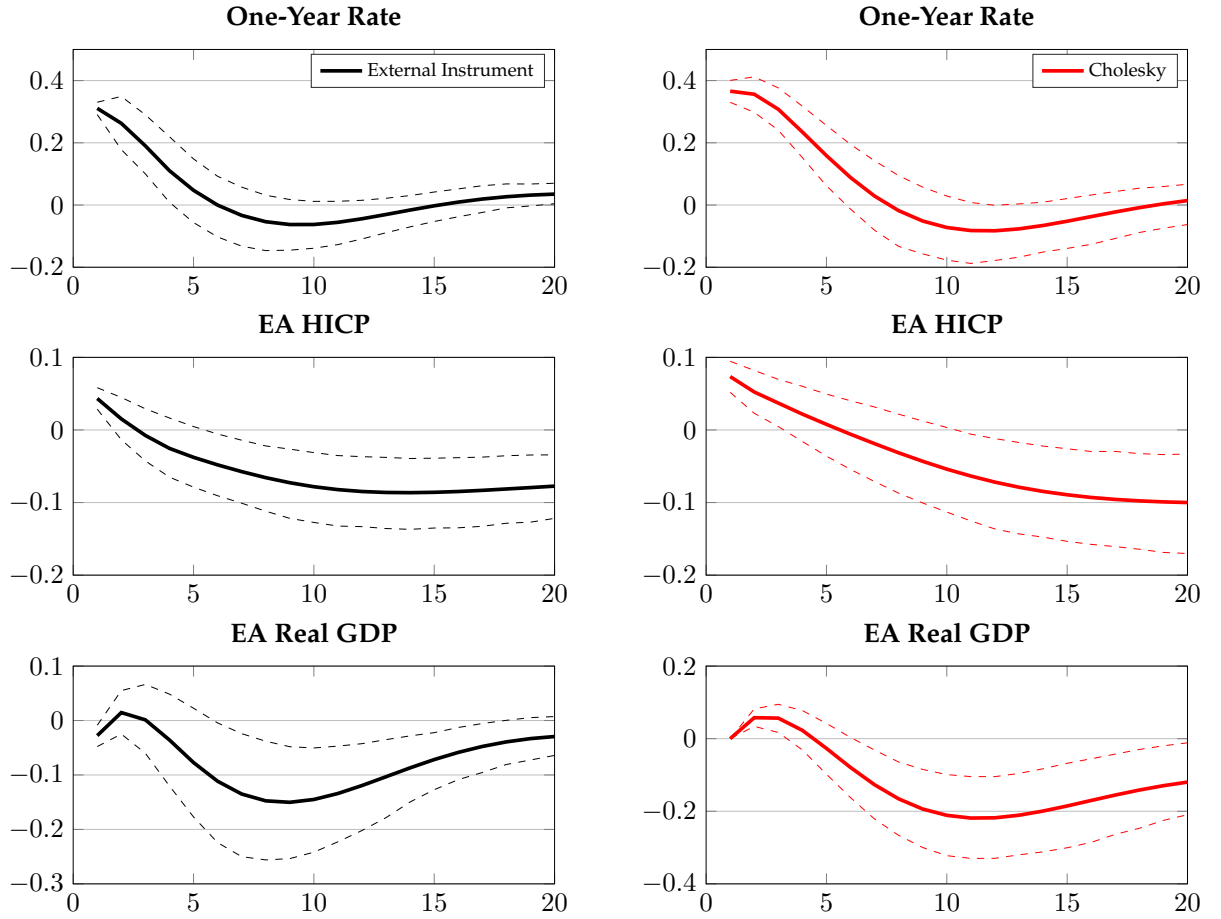 One-Year Rate
0.4
0.2
0
−0.2
0 5 10 15 20
External Instrument
One-Year Rate
0.4
0.2
0
−0.2
0 5 10 15 20
Cholesky
EA HICP
0.1
0
−0.1
−0.2
0 5 10 15 20
EA HICP
0.1
0
−0.1
−0.2
0 5 10 15 20
EA Real GDP
0.1
0
−0.1
−0.2
−0.3
0 5 10 15 20
EA Real GDP
0.2
0
−0.2
−0.4
0 5 10 15 20